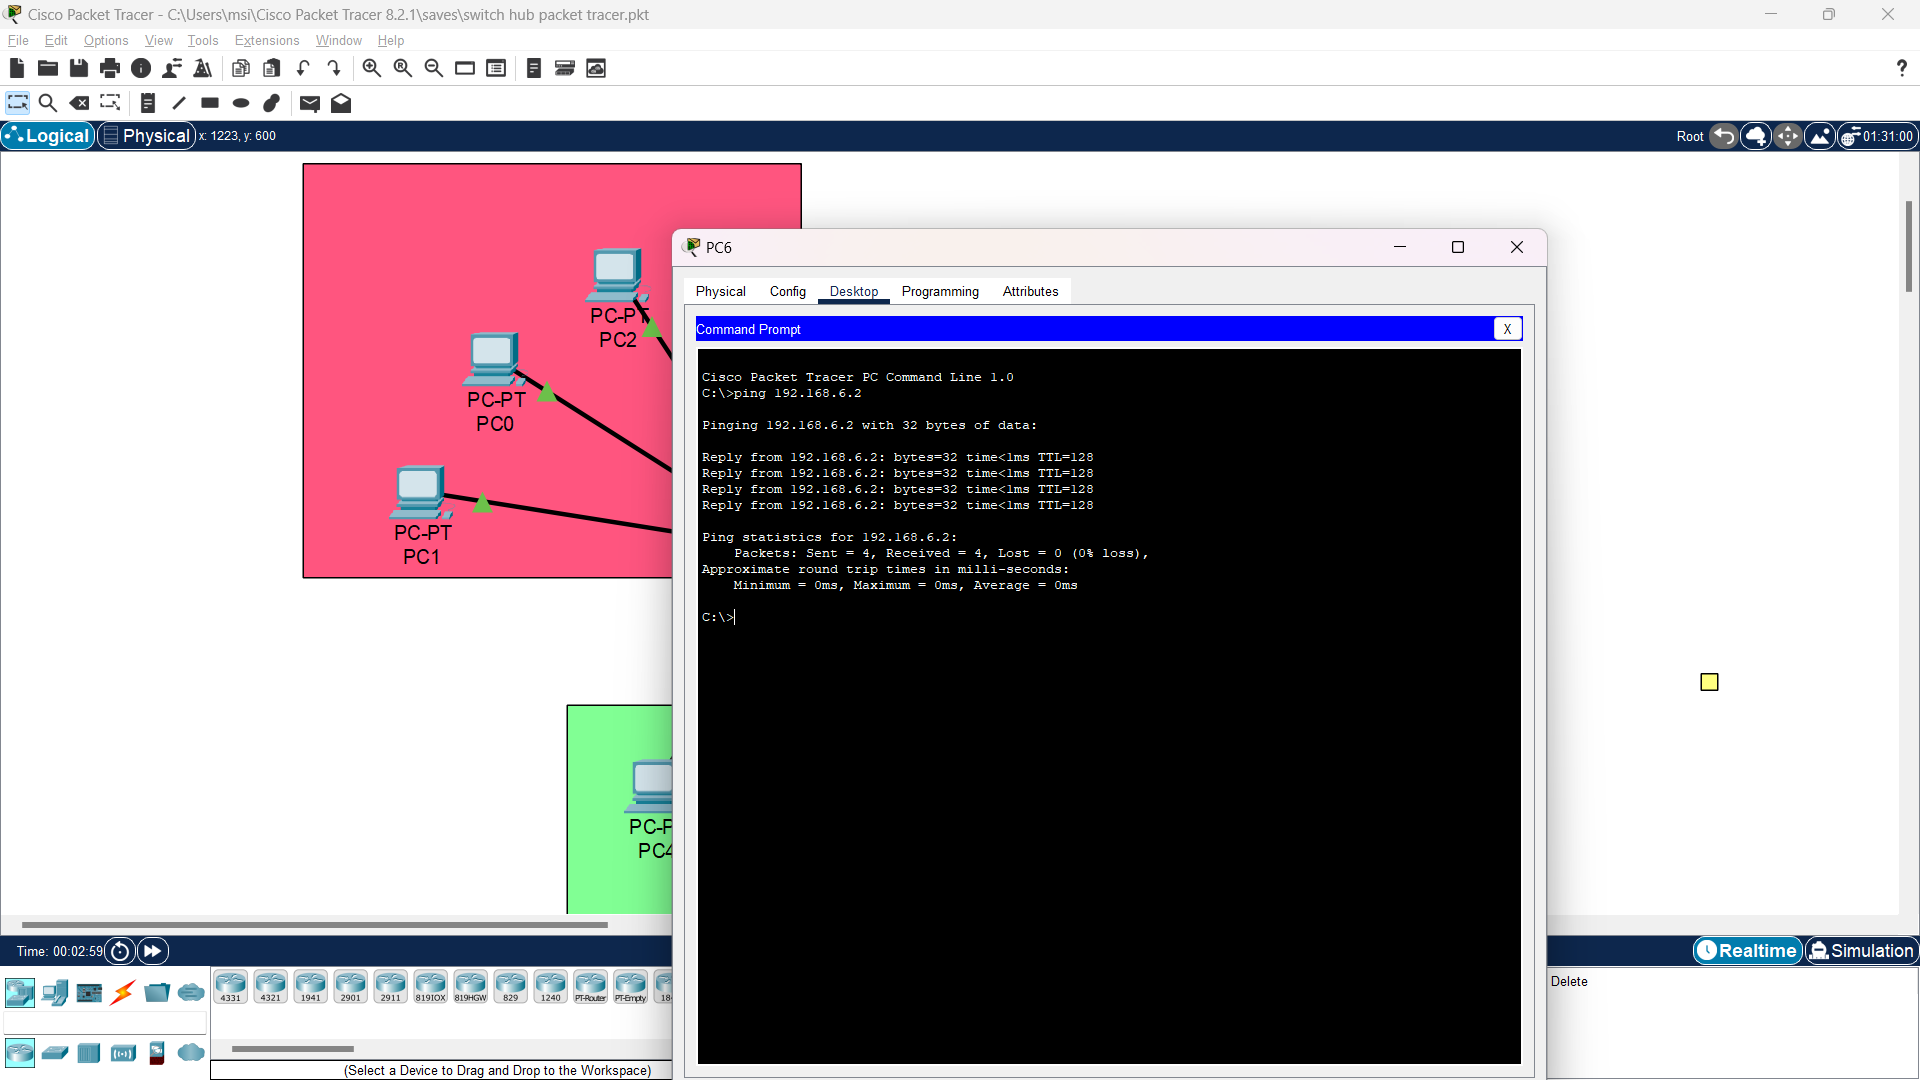 Cisco Packet Tracer - C:\Users\msi\Cisco Packet Tracer 8.2.1\saves\switch hub packet tracer.pkt
File Edit Options View Tools Extensions Window Help
?
Logical Physical x: 1223, y: 600
Root 01:31:00
PC-PT
PC2
PC-PT
PC0
PC-PT
PC1
PC-P
PC4
PC6
Physical Config Desktop Programming Attributes
Command Prompt X
Cisco Packet Tracer PC Command Line 1.0
C:\>ping 192.168.6.2
Pinging 192.168.6.2 with 32 bytes of data:
Reply from 192.168.6.2: bytes=32 time<1ms TTL=128
Reply from 192.168.6.2: bytes=32 time<1ms TTL=128
Reply from 192.168.6.2: bytes=32 time<1ms TTL=128
Reply from 192.168.6.2: bytes=32 time<1ms TTL=128
Ping statistics for 192.168.6.2:
Packets: Sent = 4, Received = 4, Lost = 0 (0% loss),
Approximate round trip times in milli-seconds:
Minimum = 0ms, Maximum = 0ms, Average = 0ms
C:\>
Time: 00:02:59
Realtime Simulation
4331 4321 1941 2901 2911 819IOX 819HGW 829 1240 PT-Router PT-Empty 18
Delete
(Select a Device to Drag and Drop to the Workspace)